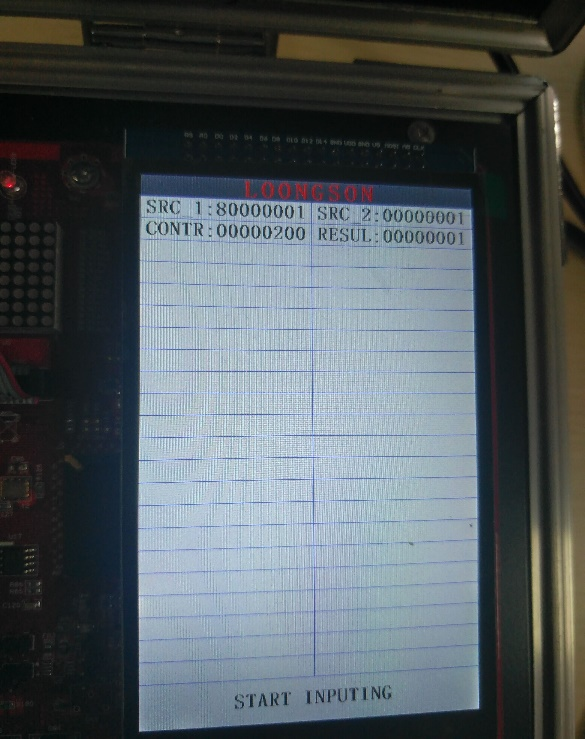 LOONGSON
SRC 1:80000001 SRC 2:00000001
CONTR:00000200 RESUL:00000001
START INPUTING